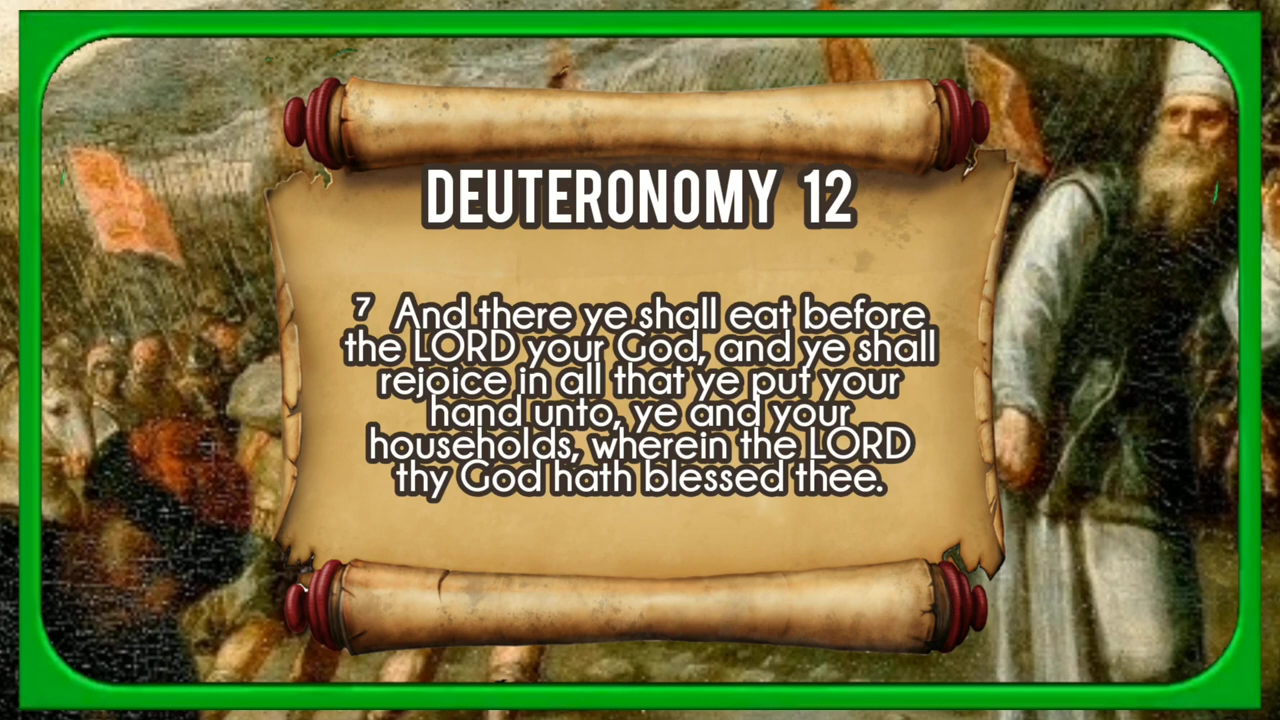 DEUTERONOMY 12
7 And there ye shall eat before
the LORD your God, and ye shall
rejoice in all that ye put your
hand unto, ye and your
households, wherein the LORD
thy God hath blessed thee.